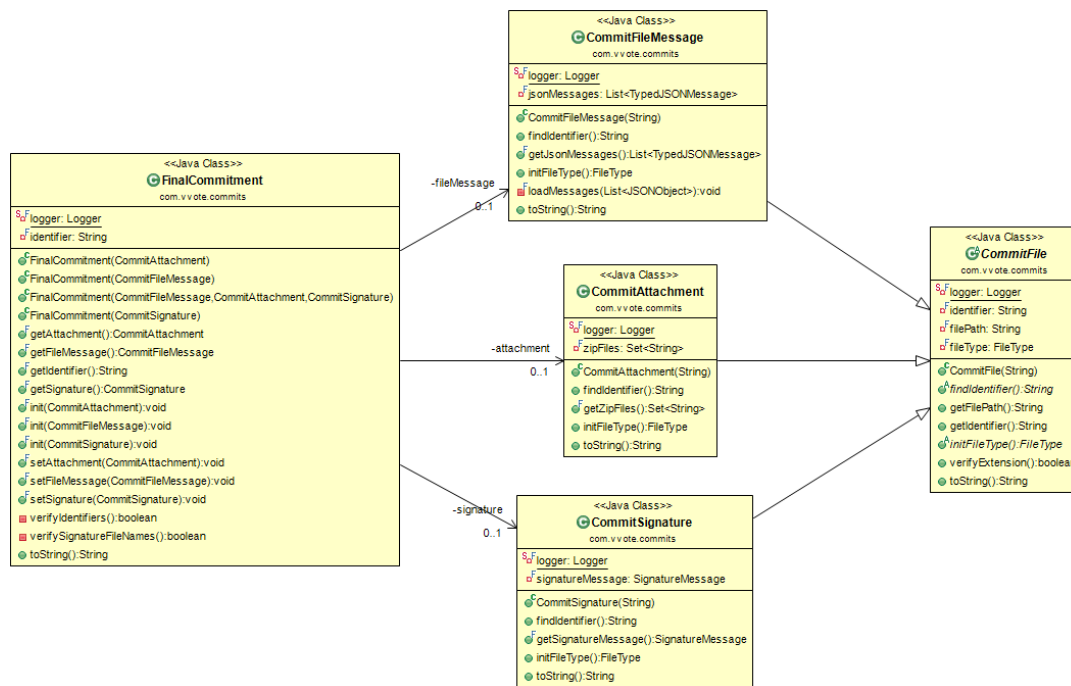 <<Java Class>>
CommitFileMessage
com.vvote.commits
logger: Logger
jsonMessages: List<TypedJSONMessage>
CommitFileMessage(String)
findIdentifier():String
getJsonMessages():List<TypedJSONMessage>
initFileType():FileType
loadMessages(List<JSONObject>):void
toString():String
<<Java Class>>
FinalCommitment
com.vvote.commits
logger: Logger
identifier: String
FinalCommitment(CommitAttachment)
FinalCommitment(CommitFileMessage)
FinalCommitment(CommitFileMessage,CommitAttachment,CommitSignature)
FinalCommitment(CommitSignature)
getAttachment():CommitAttachment
getFileMessage():CommitFileMessage
getIdentifier():String
getSignature():CommitSignature
init(CommitAttachment):void
init(CommitFileMessage):void
init(CommitSignature):void
setAttachment(CommitAttachment):void
setFileMessage(CommitFileMessage):void
setSignature(CommitSignature):void
verifyIdentifiers():boolean
verifySignatureFileNames():boolean
toString():String
-fileMessage
0..1
-attachment
0..1
-signature
0..1
<<Java Class>>
CommitAttachment
com.vvote.commits
logger: Logger
zipFiles: Set<String>
CommitAttachment(String)
findIdentifier():String
getZipFiles():Set<String>
initFileType():FileType
toString():String
<<Java Class>>
CommitSignature
com.vvote.commits
logger: Logger
signatureMessage: SignatureMessage
CommitSignature(String)
findIdentifier():String
getSignatureMessage():SignatureMessage
initFileType():FileType
toString():String
<<Java Class>>
CommitFile
com.vvote.commits
logger: Logger
identifier: String
filePath: String
fileType: FileType
CommitFile(String)
findIdentifier():String
getFilePath():String
getIdentifier():String
initFileType():FileType
verifyExtension():boolean
toString():String